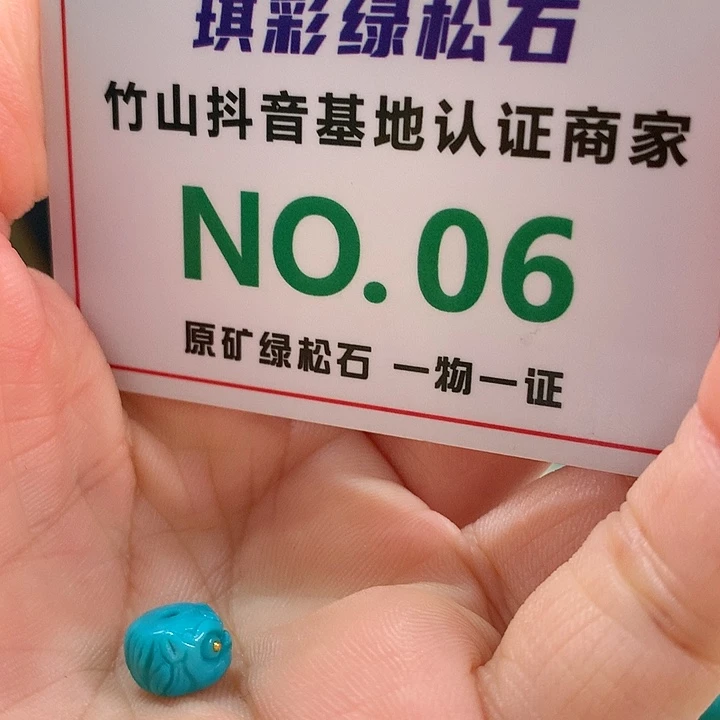 琪彩绿松石
竹山抖音基地认证商家
NO. 06
原矿绿松石 一物一证